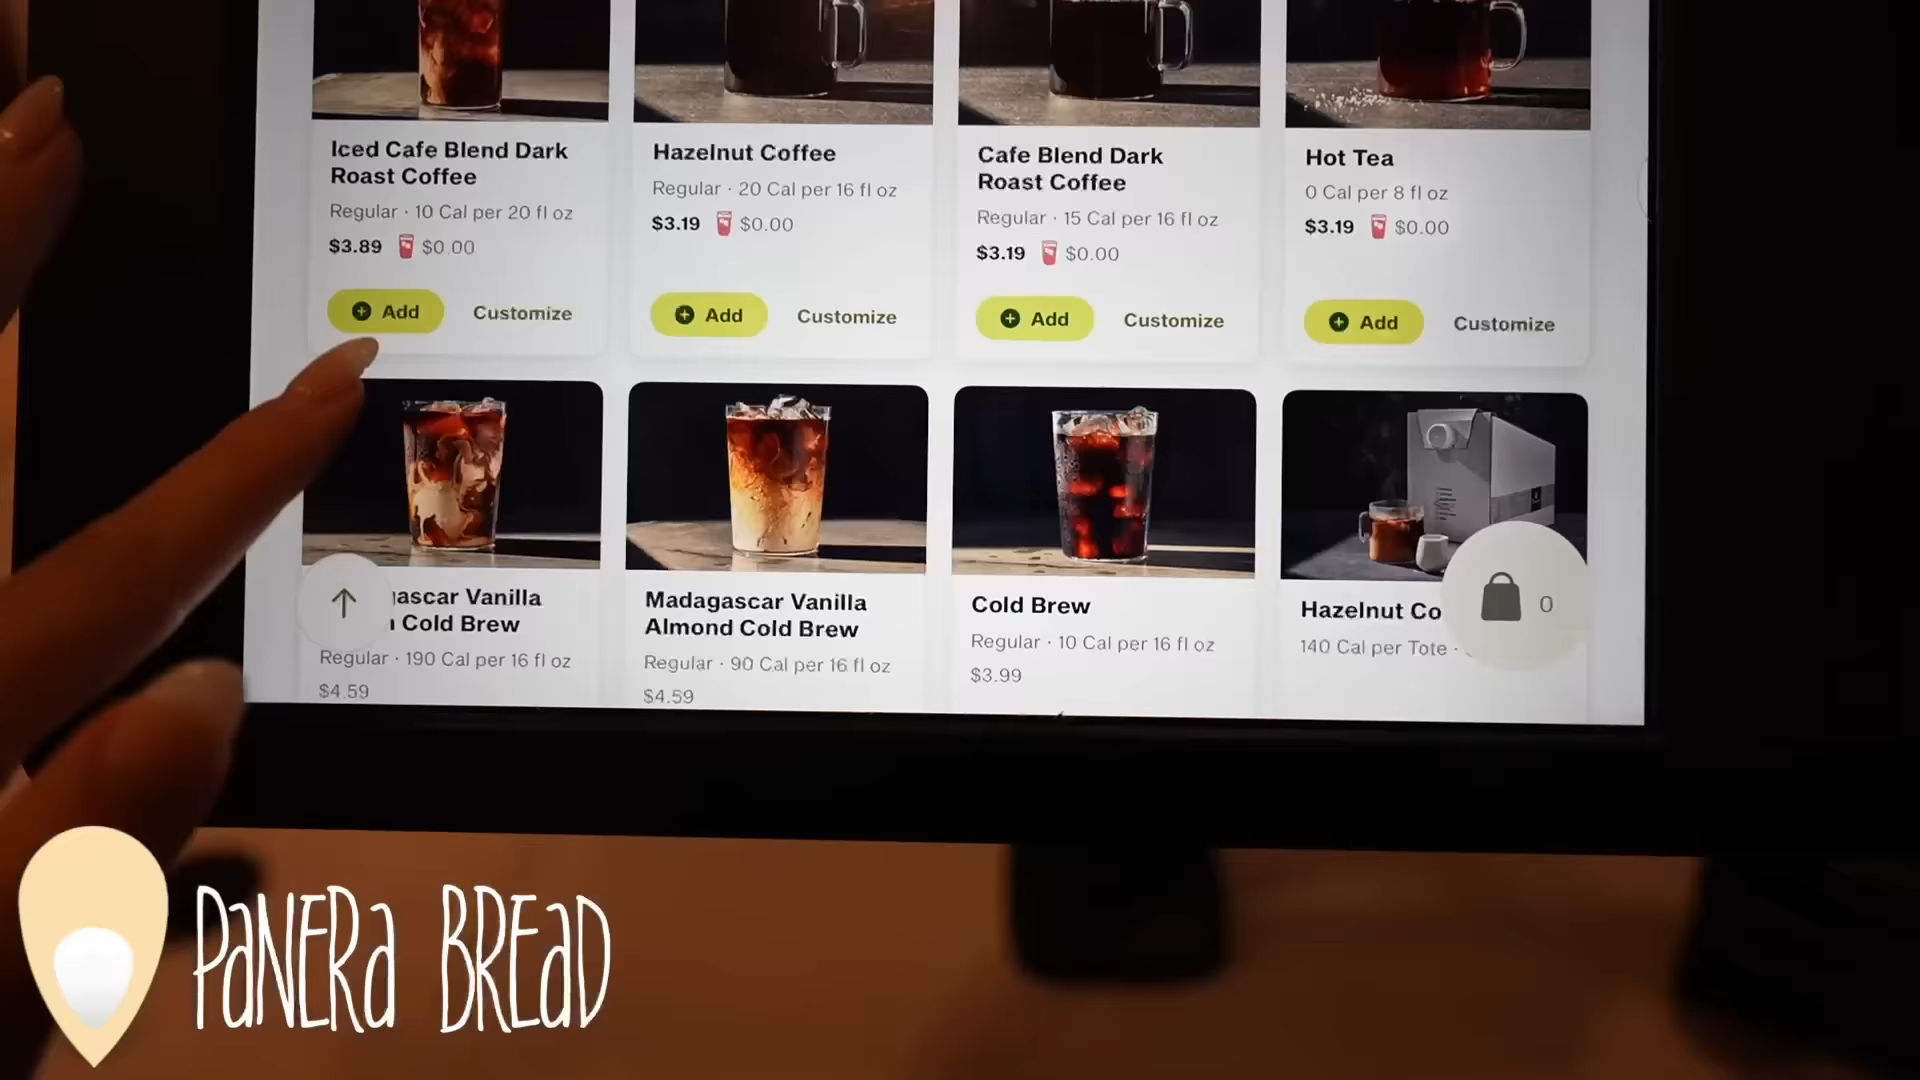 Iced Cafe Blend Dark
Roast Coffee
Regular · 10 Cal per 20 fl oz
$3.89 $0.00
Add Customize
Hazelnut Coffee
Regular · 20 Cal per 16 fl oz
$3.19 $0.00
Add Customize
Cafe Blend Dark
Roast Coffee
Regular · 15 Cal per 16 fl oz
$3.19 $0.00
Add Customize
Hot Tea
0 Cal per 8 fl oz
$3.19 $0.00
Add Customize
ascar Vanilla
Cold Brew
Regular · 190 Cal per 16 fl oz
$4.59
Madagascar Vanilla
Almond Cold Brew
Regular · 90 Cal per 16 fl oz
$4.59
Cold Brew
Regular · 10 Cal per 16 fl oz
$3.99
Hazelnut Co
140 Cal per Tote ·
0
PANERA BREAD